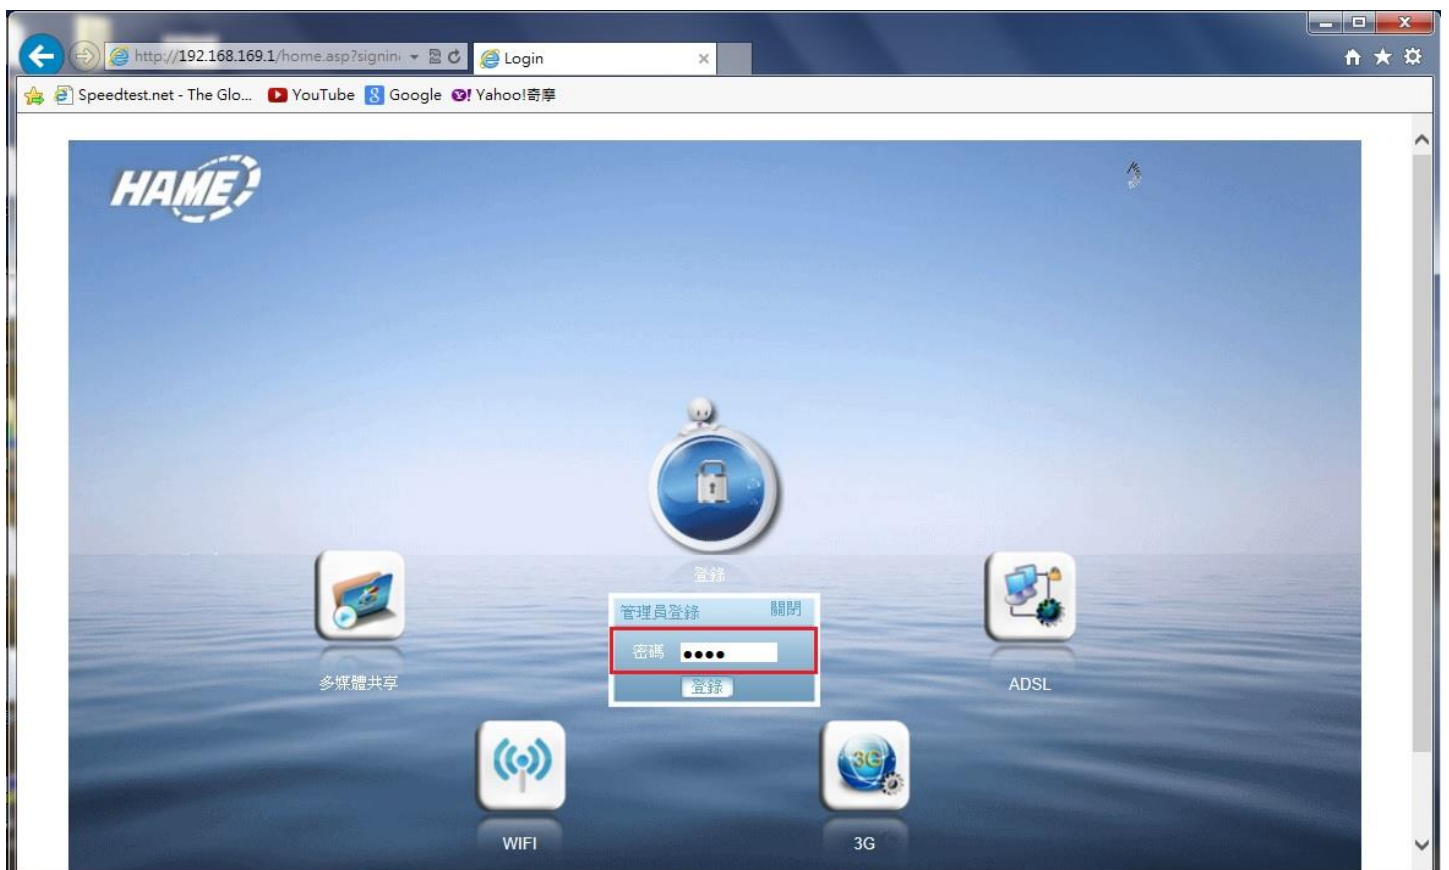 http://192.168.169.1/home.asp?signin
Login
Speedtest.net - The Glo...
YouTube
Google
Yahoo!奇摩
HAME
登錄
管理員登錄
關閉
密碼 ●●●●
登錄
多媒體共享
ADSL
3G
WIFI
3G